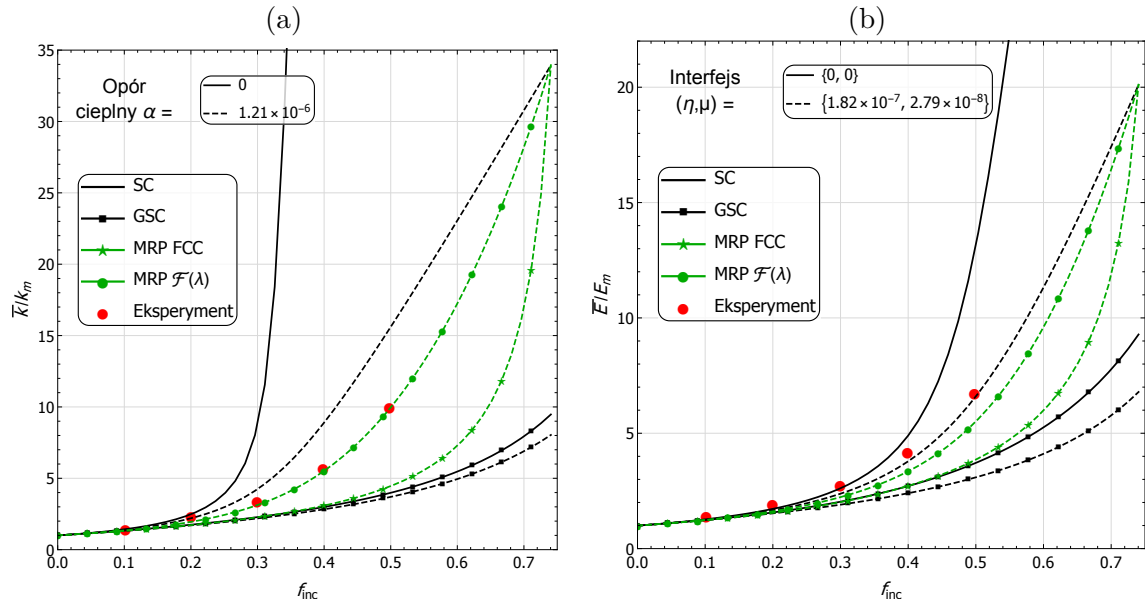 (a)
Opór
cieplny α =
0
1.21×10⁻⁶
SC
GSC
MRP FCC
MRP ℱ(λ)
Eksperyment
k̅/kₘ
35
30
25
20
15
10
5
0
0.0 0.1 0.2 0.3 0.4 0.5 0.6 0.7
f_inc
(b)
Interfejs
(η,μ) =
{0, 0}
{1.82×10⁻⁷, 2.79×10⁻⁸}
SC
GSC
MRP FCC
MRP ℱ(λ)
Eksperyment
E̅/Eₘ
20
15
10
5
0
0.0 0.1 0.2 0.3 0.4 0.5 0.6 0.7
f_inc